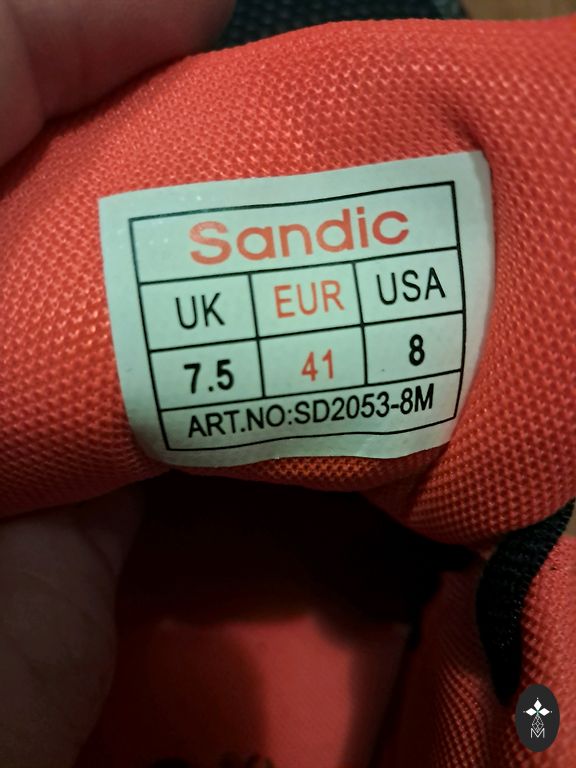 Sandic
UK EUR USA
7.5 41 8
ART.NO:SD2053-8M
M